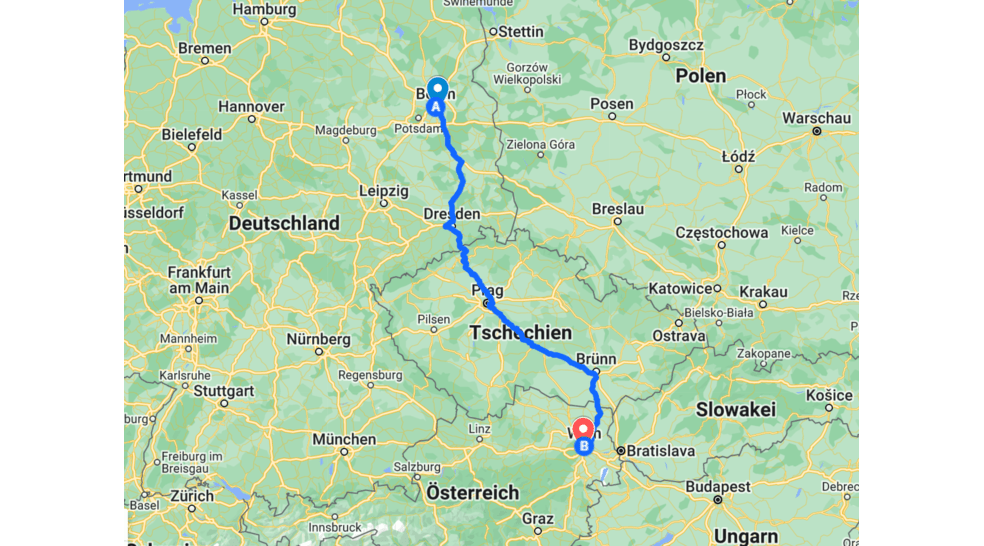 Swinemünde
Hamburg
Stettin
Bremen
Bydgoszcz
Gorzów
Wielkopolski
Polen
Płock
Hannover
Posen
Warschau
A
Potsdam
Magdeburg
Bielefeld
Zielona Góra
Łódź
rtmund
Leipzig
Radom
Kassel
isseldorf
Dresden
Breslau
Deutschland
Częstochowa
Kielce
Frankfurt
am Main
Prag
Katowice
Krakau
Rze
Bielsko-Biała
Pilsen
Tschechien
Ostrava
P
Mannheim
Nürnberg
Brünn
Zakopane
Karlsruhe
Regensburg
Stuttgart
Košice
Slowakei
burg
Linz
Wien
München
B
Bratislava
Freiburg im
Breisgau
Salzburg
Österreich
Budapest
Debrec
Zürich
Basel
Innsbruck
Graz
Ungarn